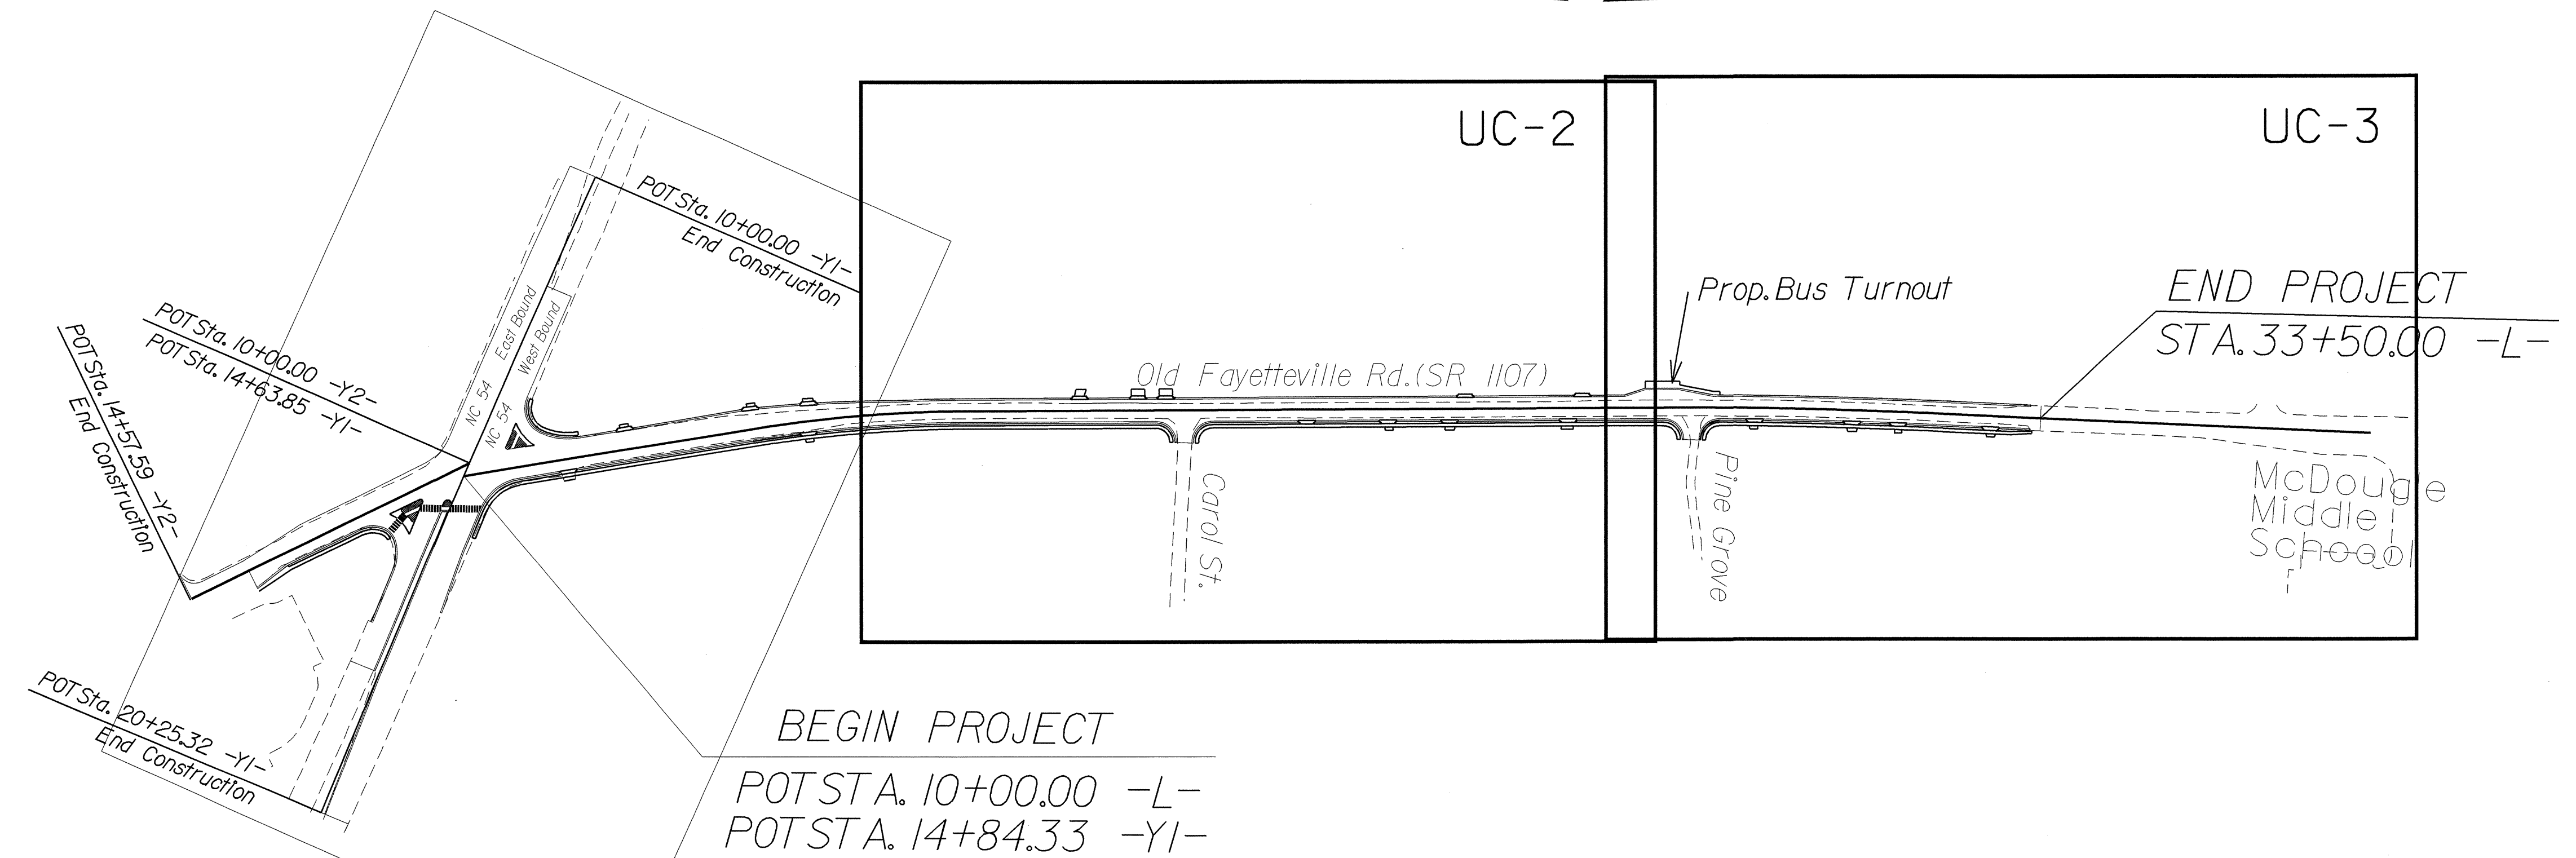 UC-2
UC-3
POT Sta. 10+00.00 -Y1-
End Construction
East Bound
West Bound
NC 54
NC 54
POT Sta. 10+00.00 -Y2-
POT Sta. 14+63.85 -Y1-
POT Sta. 14+57.59 -Y2-
End Construction
Prop. Bus Turnout
END PROJECT
STA. 33+50.00 -L-
Old Fayetteville Rd. (SR 1107)
Carol St.
Pine Grove
McDougle
Middle
School
POT Sta. 20+25.32 -Y1-
End Construction
BEGIN PROJECT
POT STA. 10+00.00 -L-
POT STA. 14+84.33 -Y1-